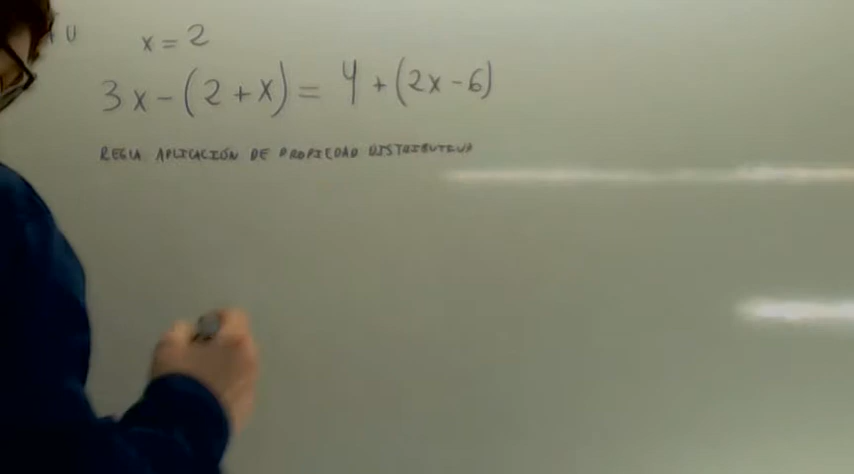 x = 2
3x - (2 + x) = 4 + (2x - 6)
REGLA APLICACIÓN DE PROPIEDAD DISTRIBUTIVA